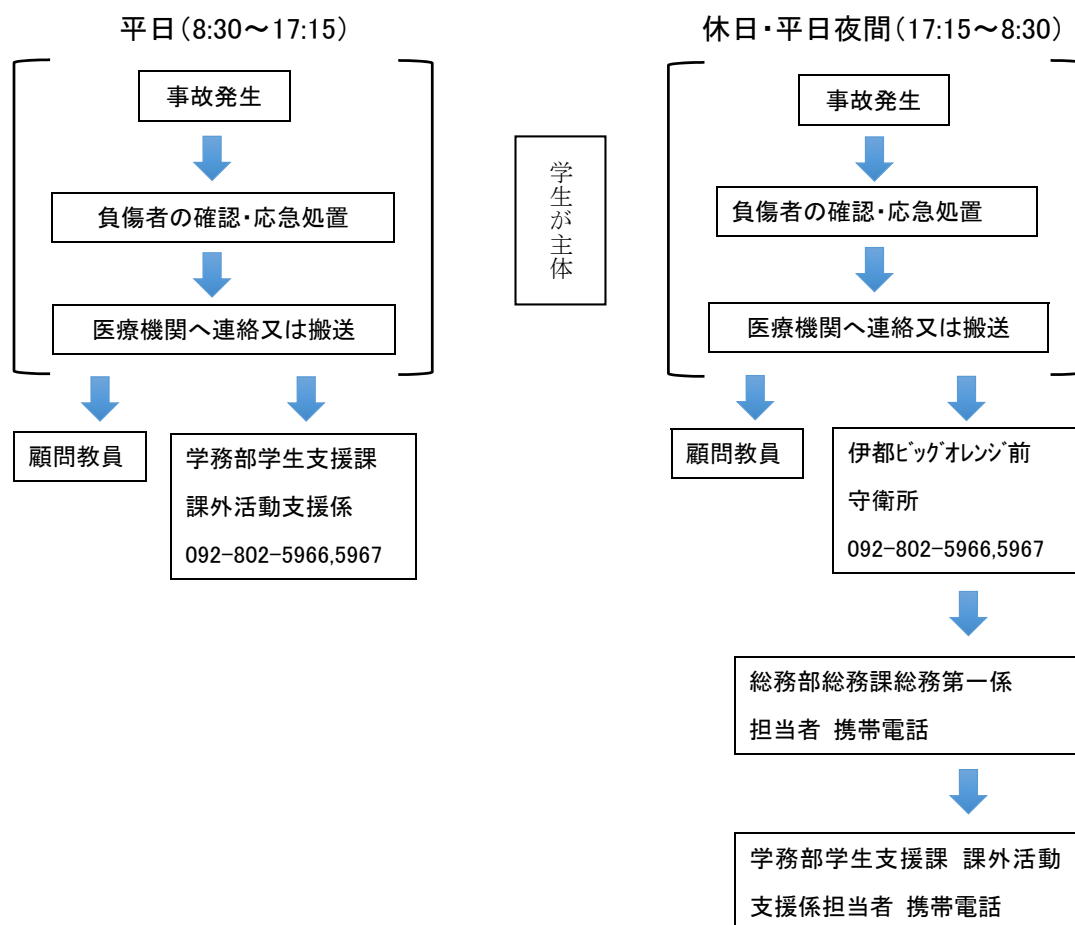 平日(8:30～17:15)
事故発生
負傷者の確認・応急処置
医療機関へ連絡又は搬送
顧問教員
学務部学生支援課
課外活動支援係
092-802-5966,5967
学生が主体
休日・平日夜間(17:15～8:30)
事故発生
負傷者の確認・応急処置
医療機関へ連絡又は搬送
顧問教員
伊都ﾋﾞｯｸﾞｵﾚﾝｼﾞ前
守衛所
092-802-5966,5967
総務部総務課総務第一係
担当者 携帯電話
学務部学生支援課 課外活動
支援係担当者 携帯電話